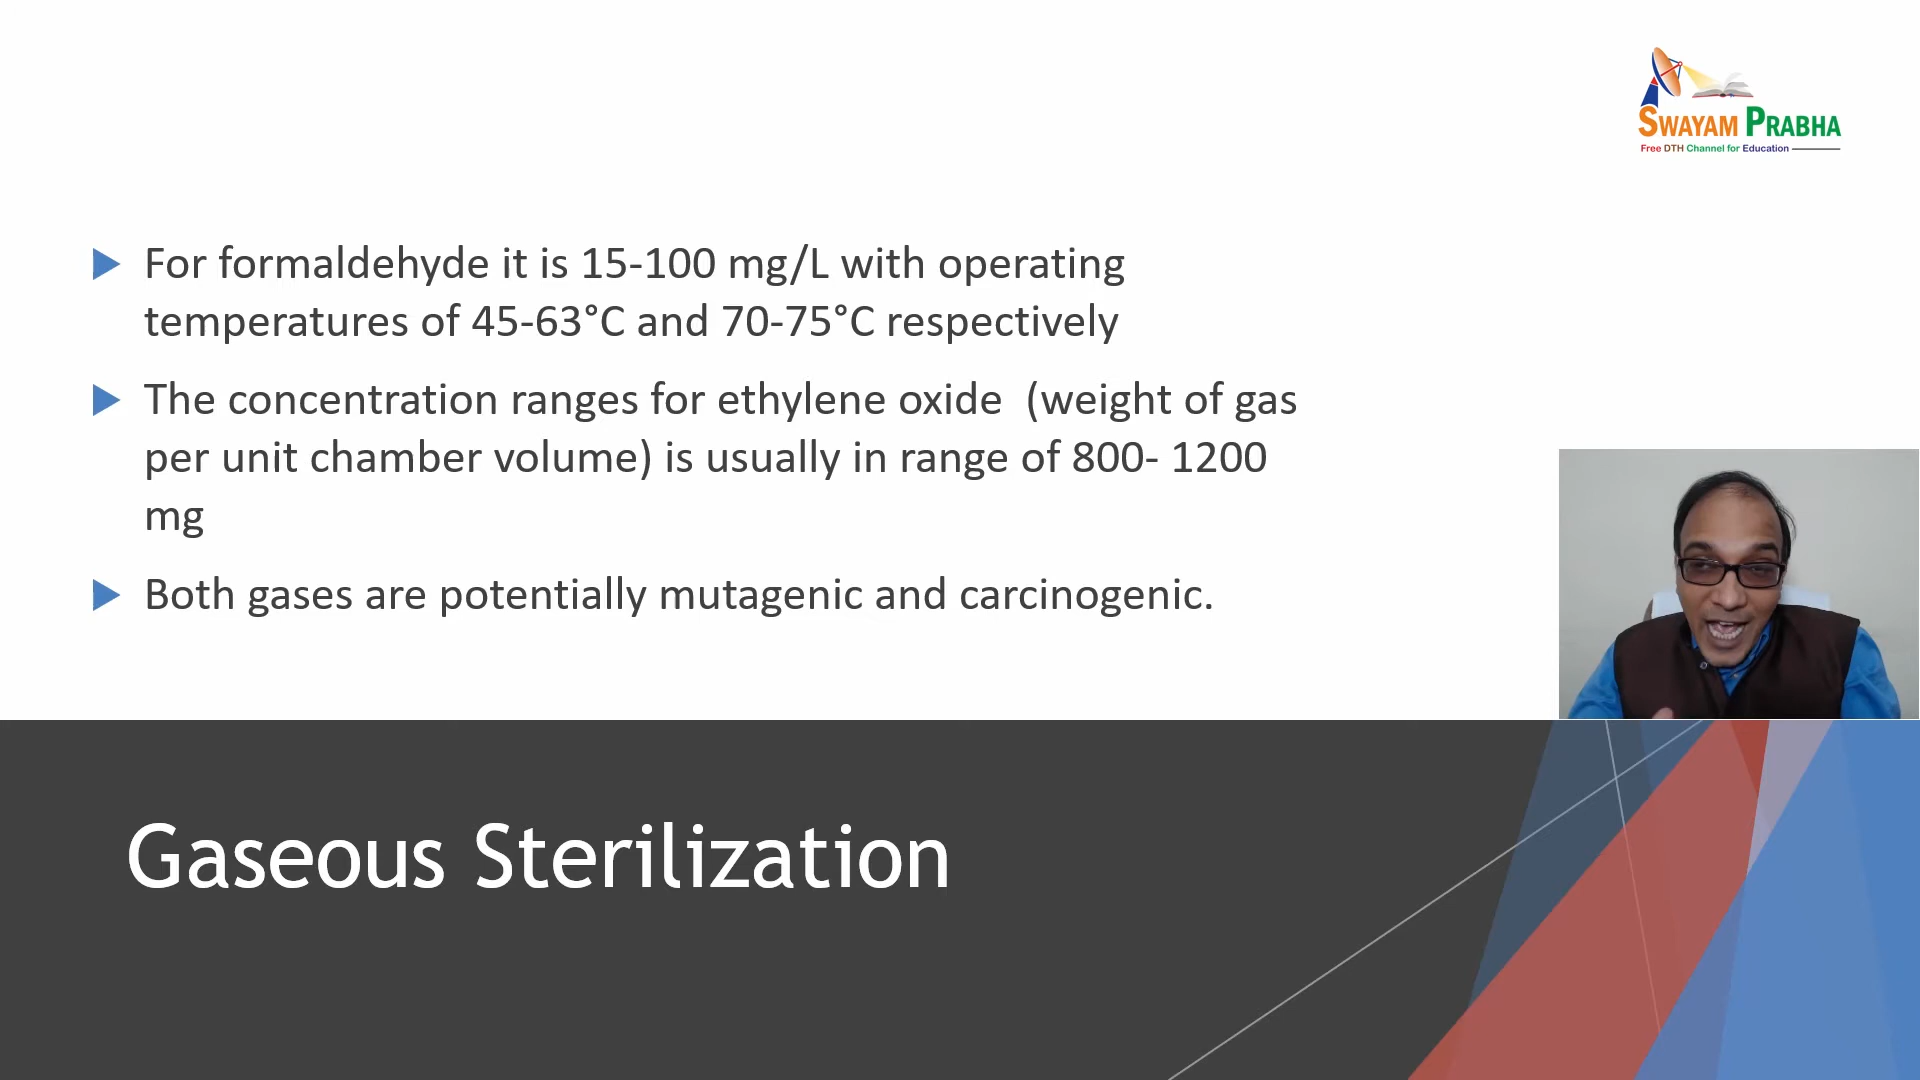 SWAYAM PRABHA
Free DTH Channel for Education
For formaldehyde it is 15-100 mg/L with operating
temperatures of 45-63°C and 70-75°C respectively
The concentration ranges for ethylene oxide (weight of gas
per unit chamber volume) is usually in range of 800- 1200
mg
Both gases are potentially mutagenic and carcinogenic.
Gaseous Sterilization